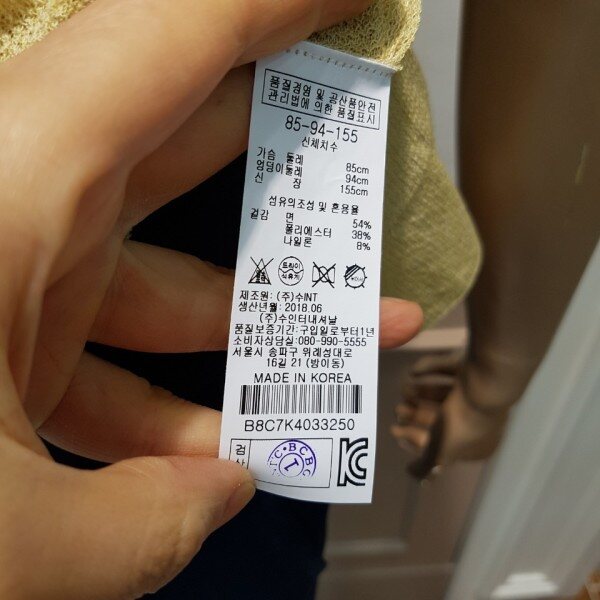 품질경영 및 공산품안전
관리법에 의한 품질표시
85-94-155
신체치수
가슴 둘레 85cm
엉덩이둘레 94cm
신 장 155cm
섬유의조성 및 혼용율
겉감 면 54%
폴리에스터 38%
나일론 8%
드라이
제조원: (주)수INT
생산년월: 2018.06
(주)수인터내셔날
품질보증기간: 구입일로부터1년
소비자상담실: 080-990-5555
서울시 송파구 위례성대로
16길 21 (방이동)
MADE IN KOREA
B8C7K4033250
검
BCBC
1
KC